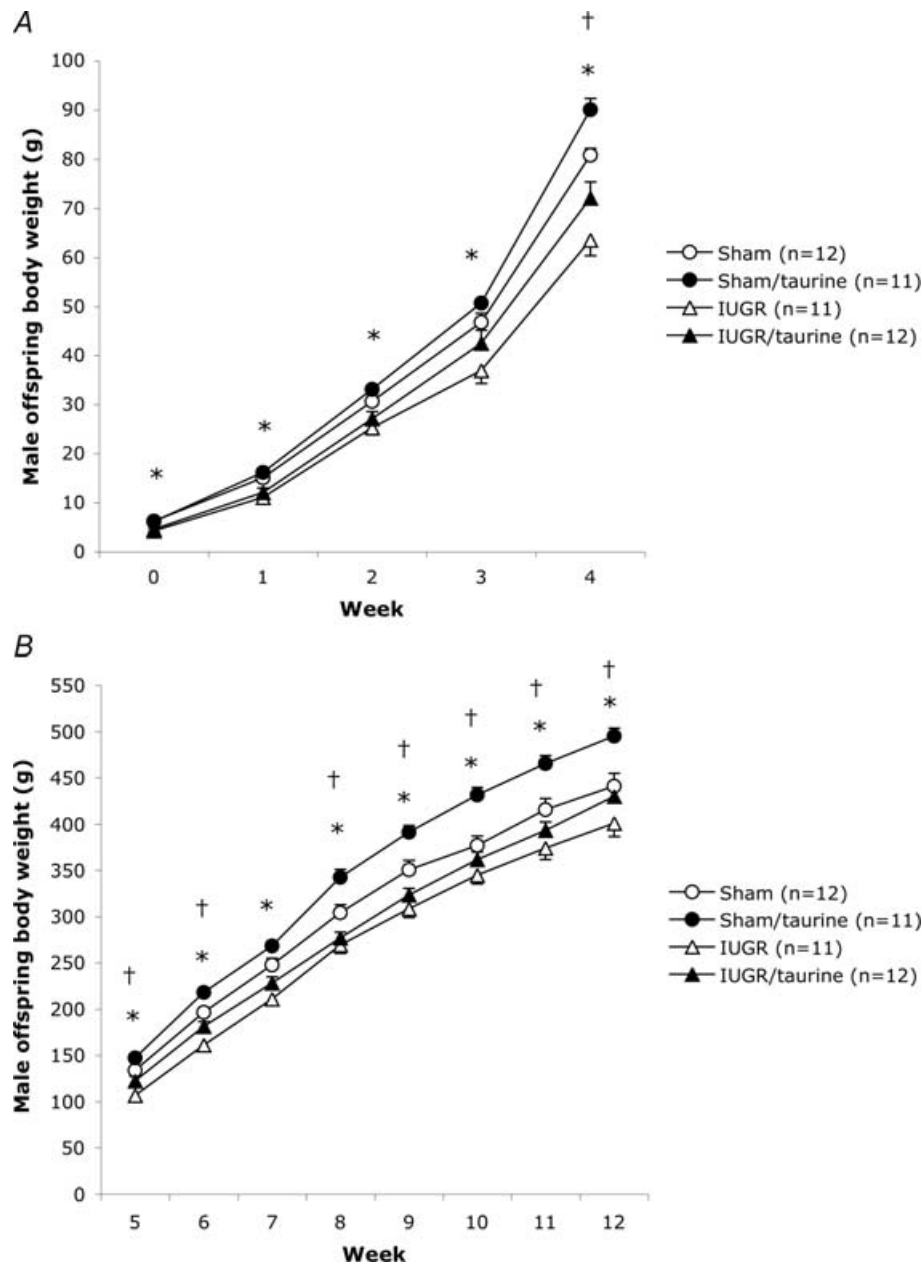 A
†
*
*
*
*
*
100
90
80
70
60
50
40
30
20
10
0
Male offspring body weight (g)
0 1 2 3 4
Week
Sham (n=12)
Sham/taurine (n=11)
IUGR (n=11)
IUGR/taurine (n=12)
B
† † † † † † †
* * * * * * * *
550
500
450
400
350
300
250
200
150
100
50
0
Male offspring body weight (g)
5 6 7 8 9 10 11 12
Week
Sham (n=12)
Sham/taurine (n=11)
IUGR (n=11)
IUGR/taurine (n=12)